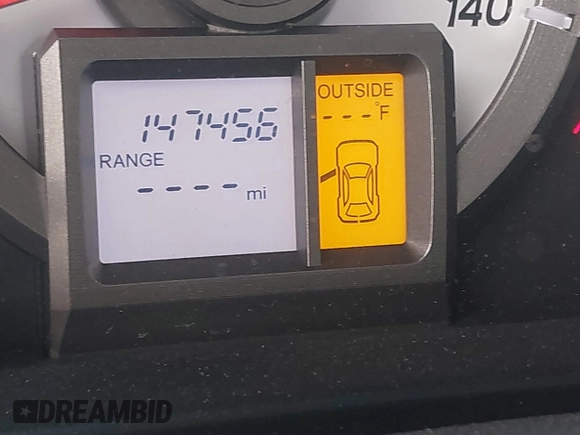 140
147456
OUTSIDE
---°F
RANGE
---- mi
DREAMBID